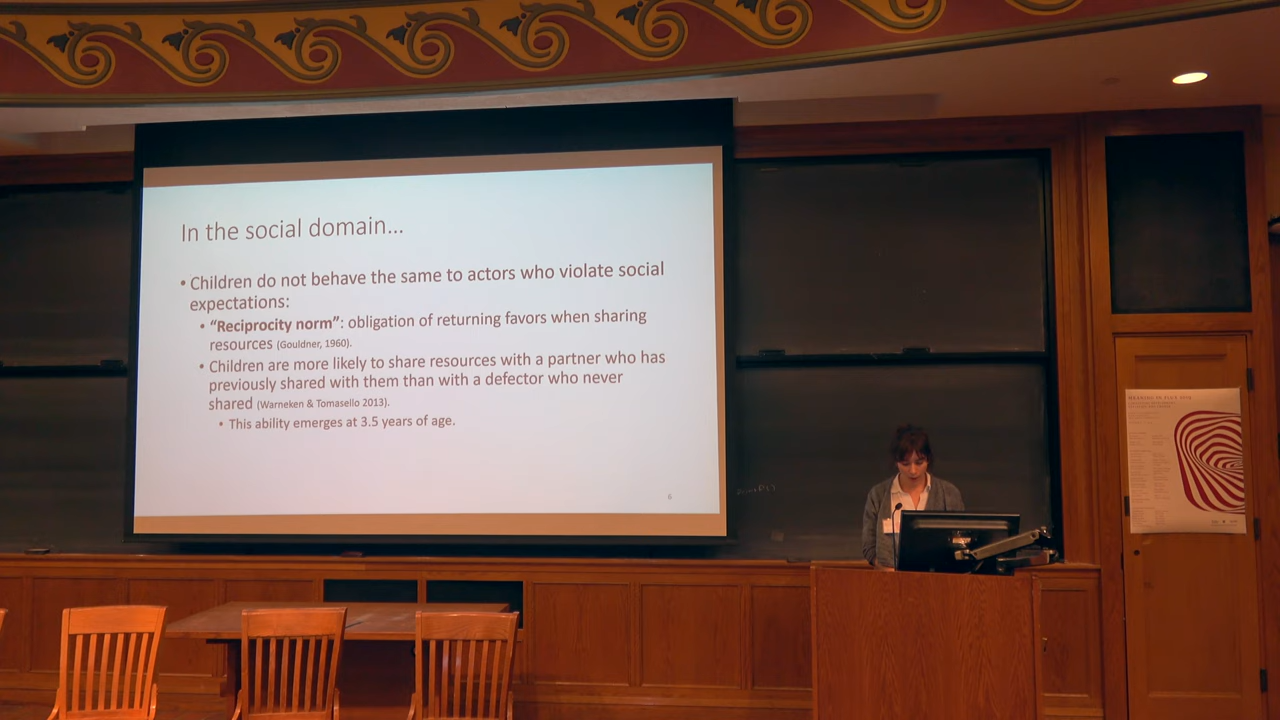 In the social domain...
• Children do not behave the same to actors who violate social
expectations:
• “Reciprocity norm”: obligation of returning favors when sharing
resources (Gouldner, 1960).
• Children are more likely to share resources with a partner who has
previously shared with them than with a defector who never
shared (Warneken & Tomasello 2013).
• This ability emerges at 3.5 years of age.
6